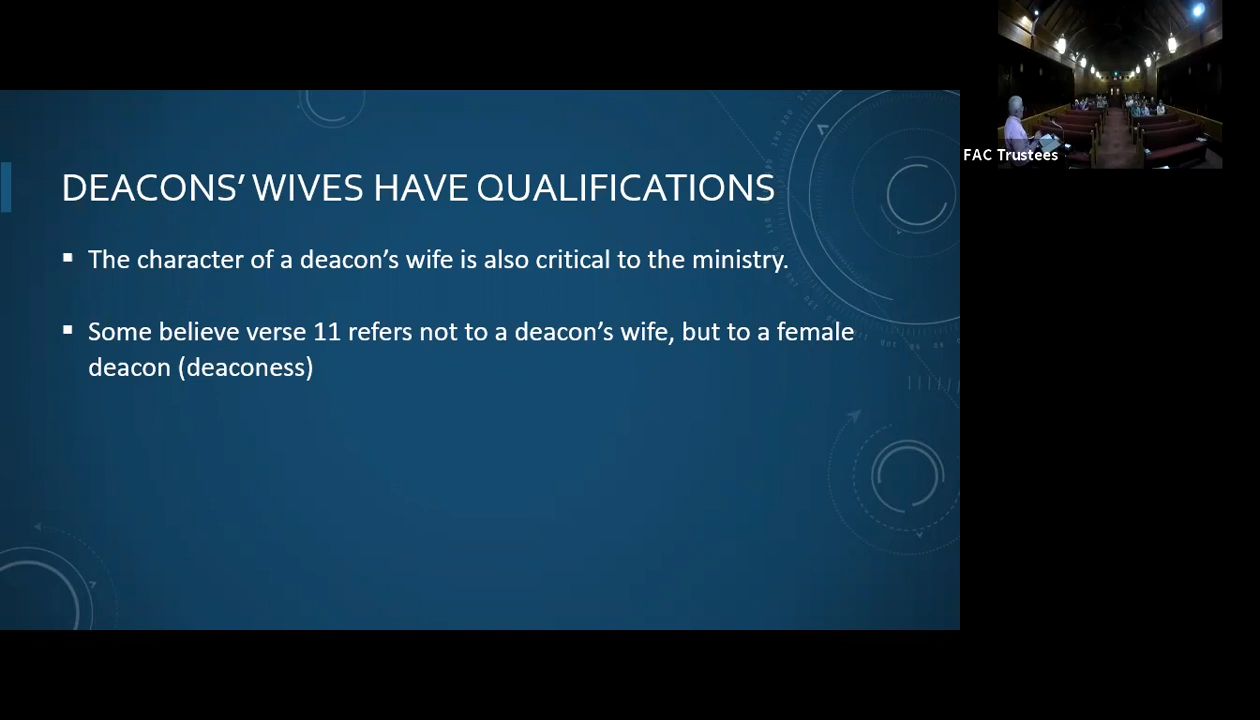 DEACONS’ WIVES HAVE QUALIFICATIONS
▪ The character of a deacon’s wife is also critical to the ministry.
▪ Some believe verse 11 refers not to a deacon’s wife, but to a female
deacon (deaconess)
FAC Trustees